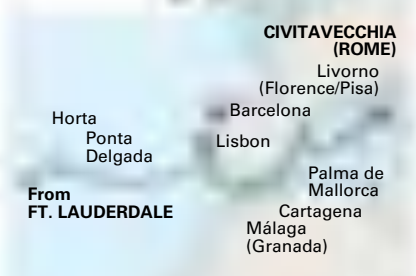 CIVITAVECCHIA
(ROME)
Livorno
(Florence/Pisa)
Barcelona
Horta
Ponta
Delgada
Lisbon
Palma de
Mallorca
From
FT. LAUDERDALE
Cartagena
Málaga
(Granada)